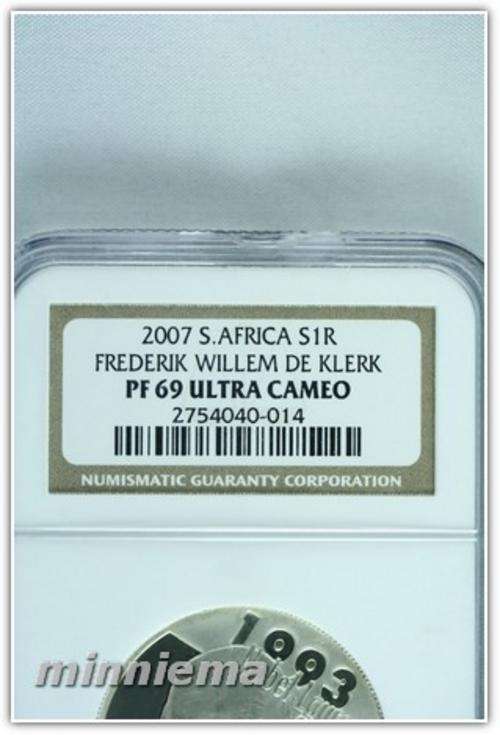 2007 S.AFRICA S1R
FREDERIK WILLEM DE KLERK
PF 69 ULTRA CAMEO
2754040-014
NUMISMATIC GUARANTY CORPORATION
1993
minniema